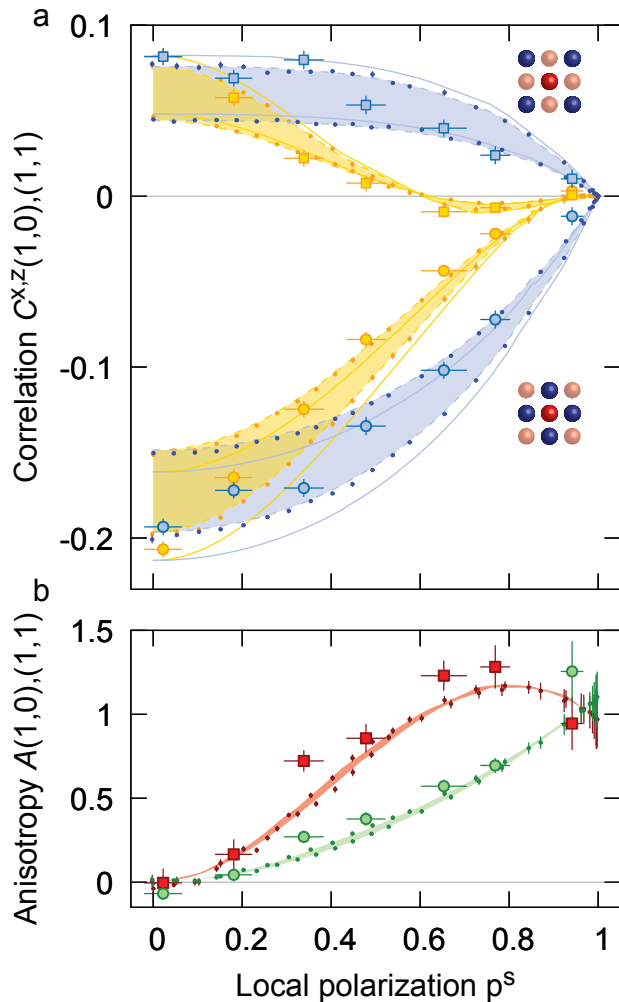 a
0.1
0
-0.1
-0.2
Correlation C^{x,z}(1,0),(1,1)
b
1.5
1
0.5
0
Anisotropy A(1,0),(1,1)
0 0.2 0.4 0.6 0.8 1
Local polarization p^s